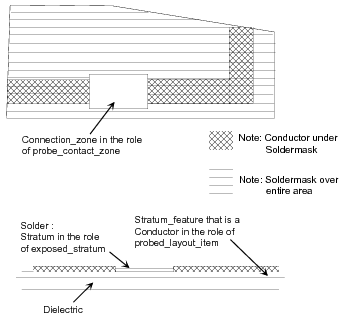 Connection_zone in the role
of probe_contact_zone
Note: Conductor under
Soldermask
Note: Soldermask over
entire area
Solder :
Stratum in the role
of exposed_stratum
Stratum_feature that is a
Conductor in the role of
probed_layout_item
Dielectric